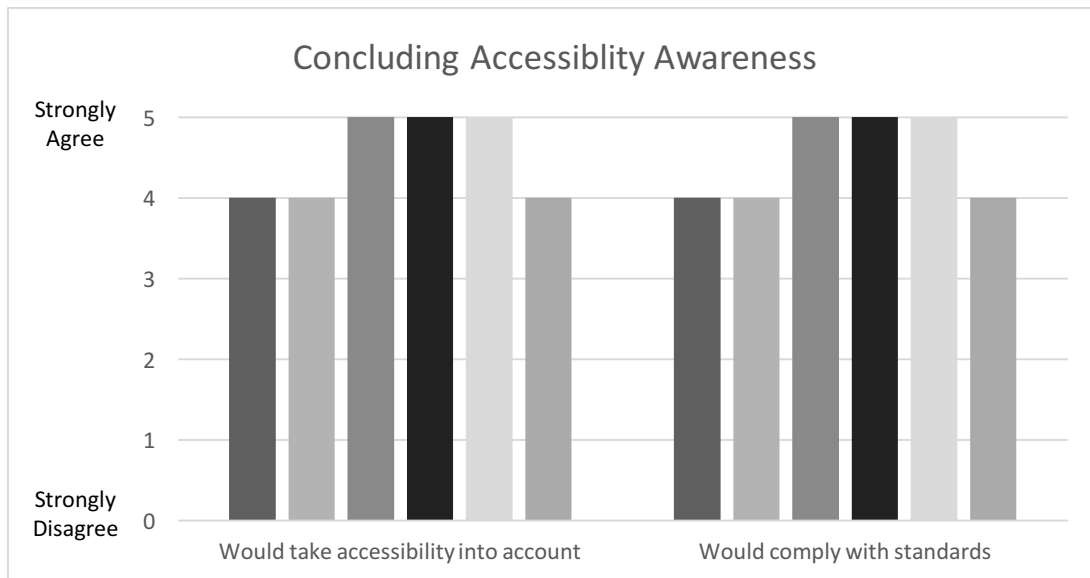 Concluding Accessiblity Awareness
Strongly
Agree
5
4
3
2
1
Strongly
Disagree
0
Would take accessibility into account
Would comply with standards